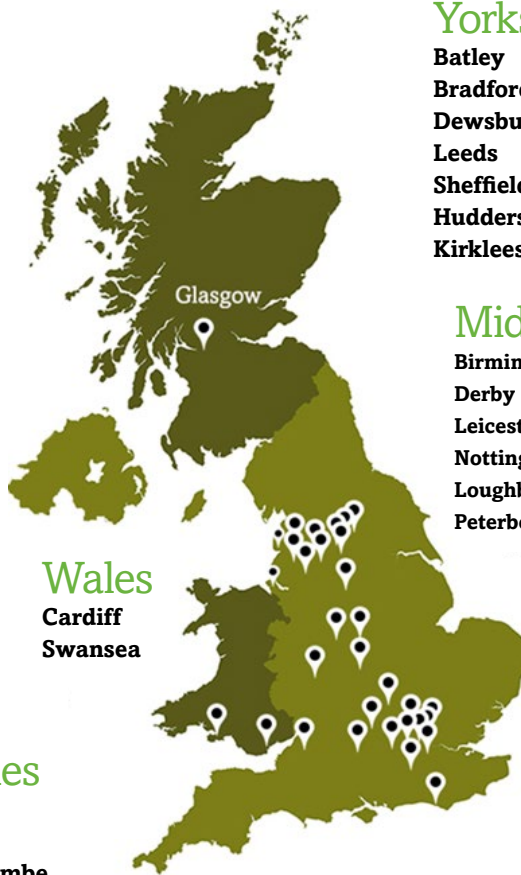 Yorks
Batley
Bradford
Dewsbu
Leeds
Sheffield
Hudders
Kirklees
Glasgow
Mid
Birmin
Derby
Leicest
Notting
Loughb
Peterbo
Wales
Cardiff
Swansea
es
mbe